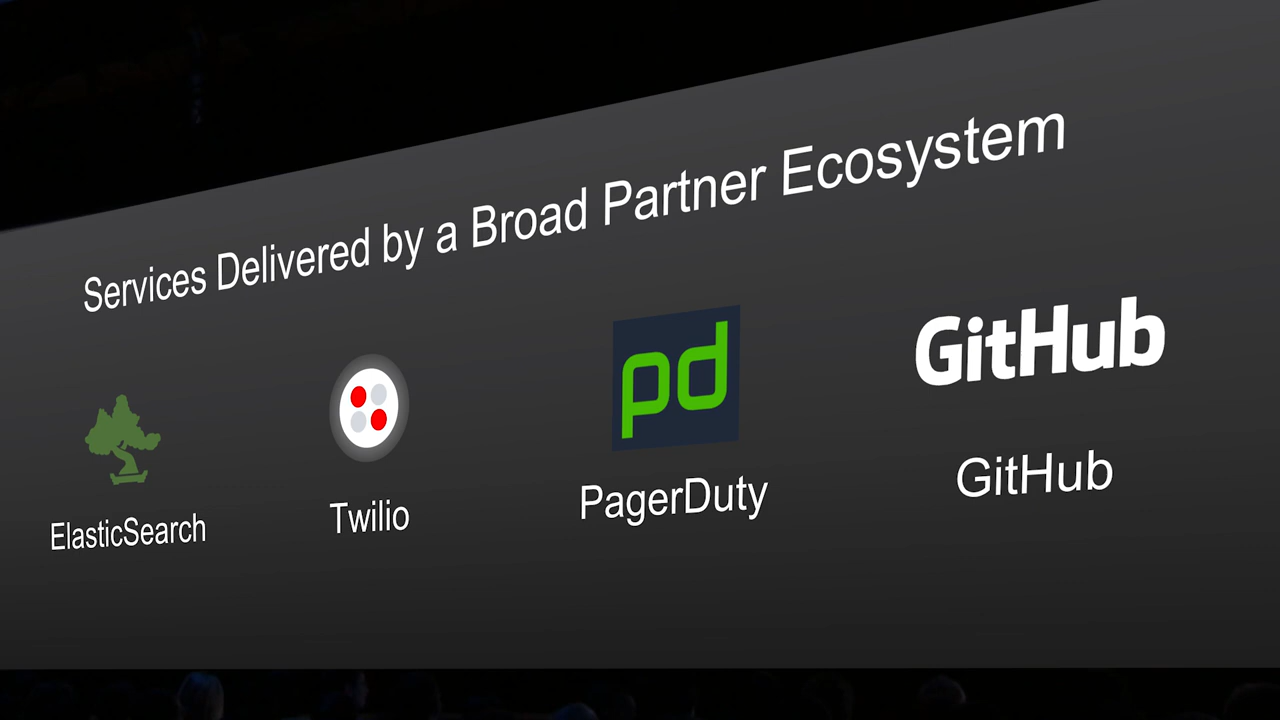 Services Delivered by a Broad Partner Ecosystem
pd
GitHub
ElasticSearch
Twilio
PagerDuty
GitHub